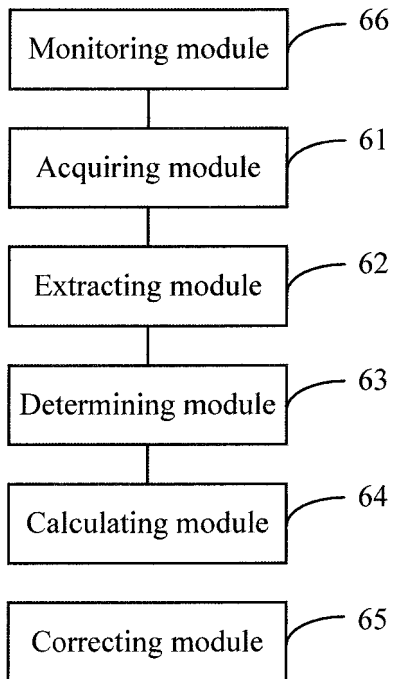 Monitoring module 66
Acquiring module 61
Extracting module 62
Determining module 63
Calculating module 64
Correcting module 65